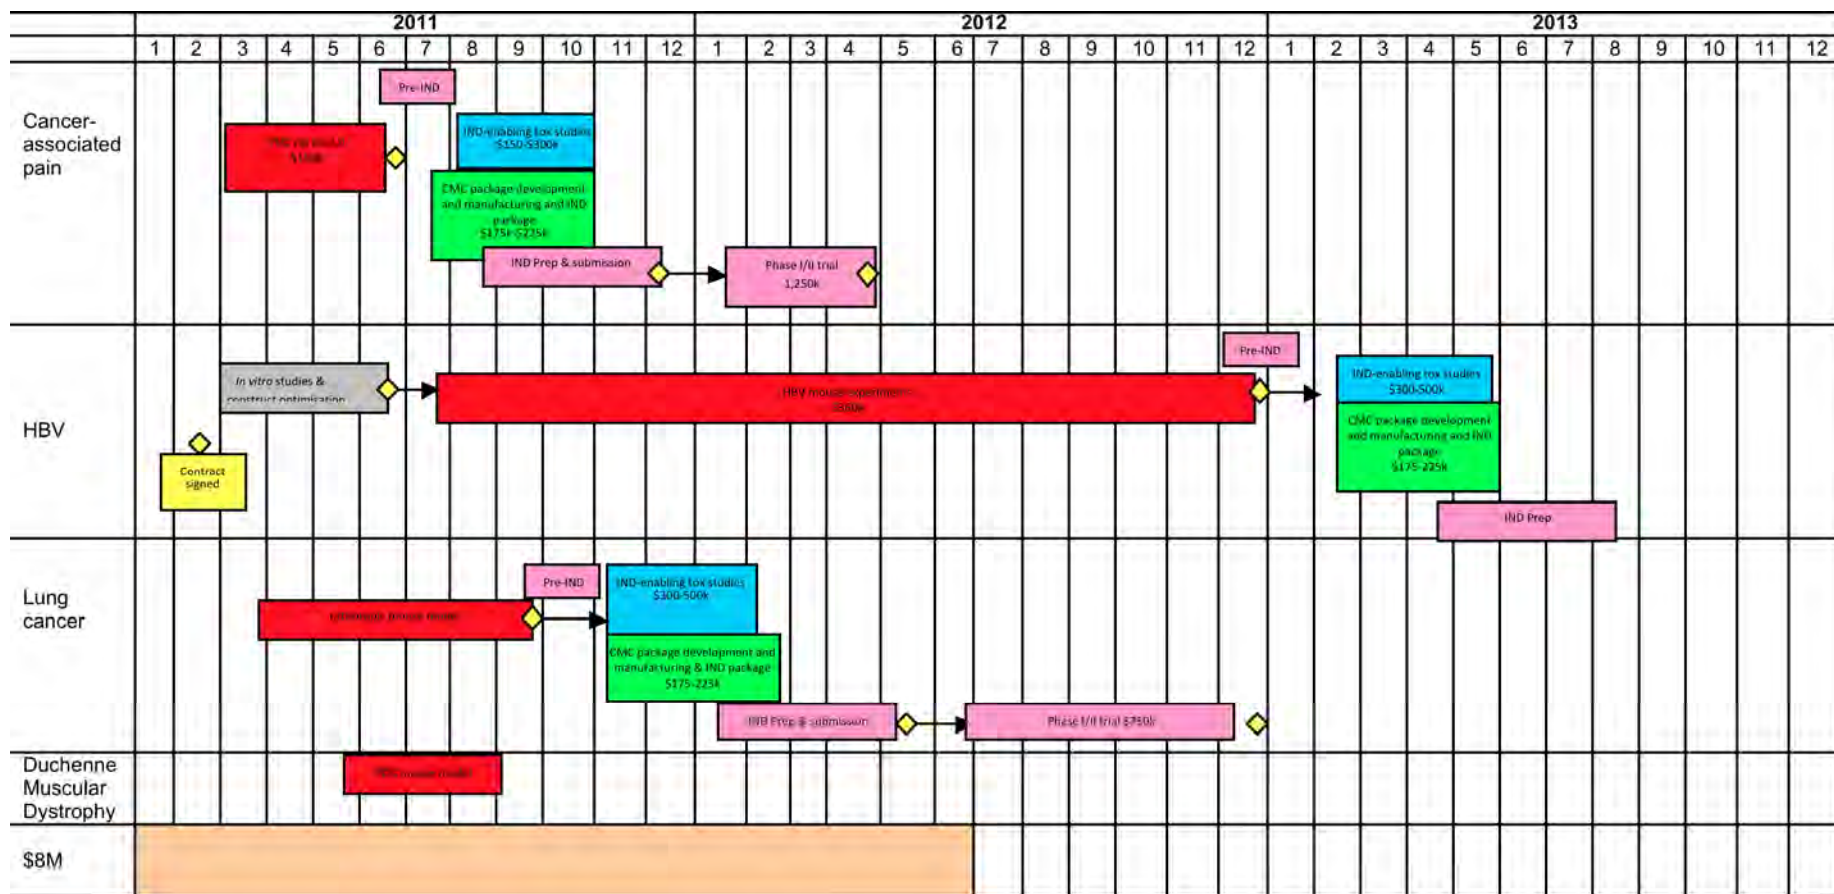 2011 2012 2013
1 2 3 4 5 6 7 8 9 10 11 12 1 2 3 4 5 6 7 8 9 10 11 12 1 2 3 4 5 6 7 8 9 10 11 12
Cancer-
associated
pain
Pre-IND
IND-enabling tox studies
$150-$300k
CMC package development
and manufacturing and IND
package
$175k-$225k
IND Prep & submission
Phase I/II trial
1,250k
HBV
In vitro studies &
construct optimisation
Contract
signed
HBV mouse experiments
Pre-IND
IND-enabling tox studies
$300-500k
CMC package development
and manufacturing and IND
package
$175-225k
IND Prep
Lung
cancer
Pre-IND
IND-enabling tox studies
$300-500k
CMC package development and
manufacturing & IND package
$175-225k
IND Prep & submission
Phase I/II trial $750k
Duchenne
Muscular
Dystrophy
$8M